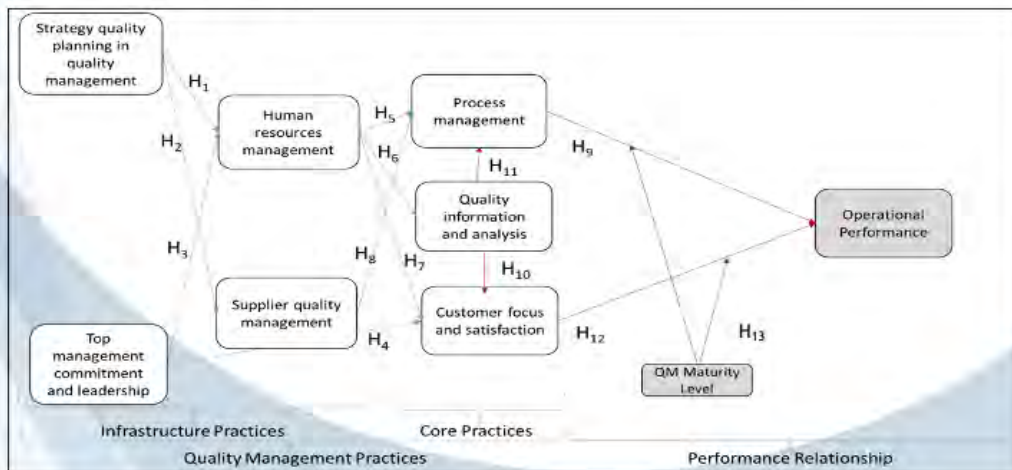 Strategy quality
planning in
quality
management
H1
H2
Human
resources
management
H5
H6
Process
management
H9
H11
Quality
information
and analysis
Operational
Performance
H3
H8
H7
H10
Supplier quality
management
H4
Customer focus
and satisfaction
H12
H13
Top
management
commitment
and leadership
QM Maturity
Level
Infrastructure Practices
Core Practices
Quality Management Practices
Performance Relationship